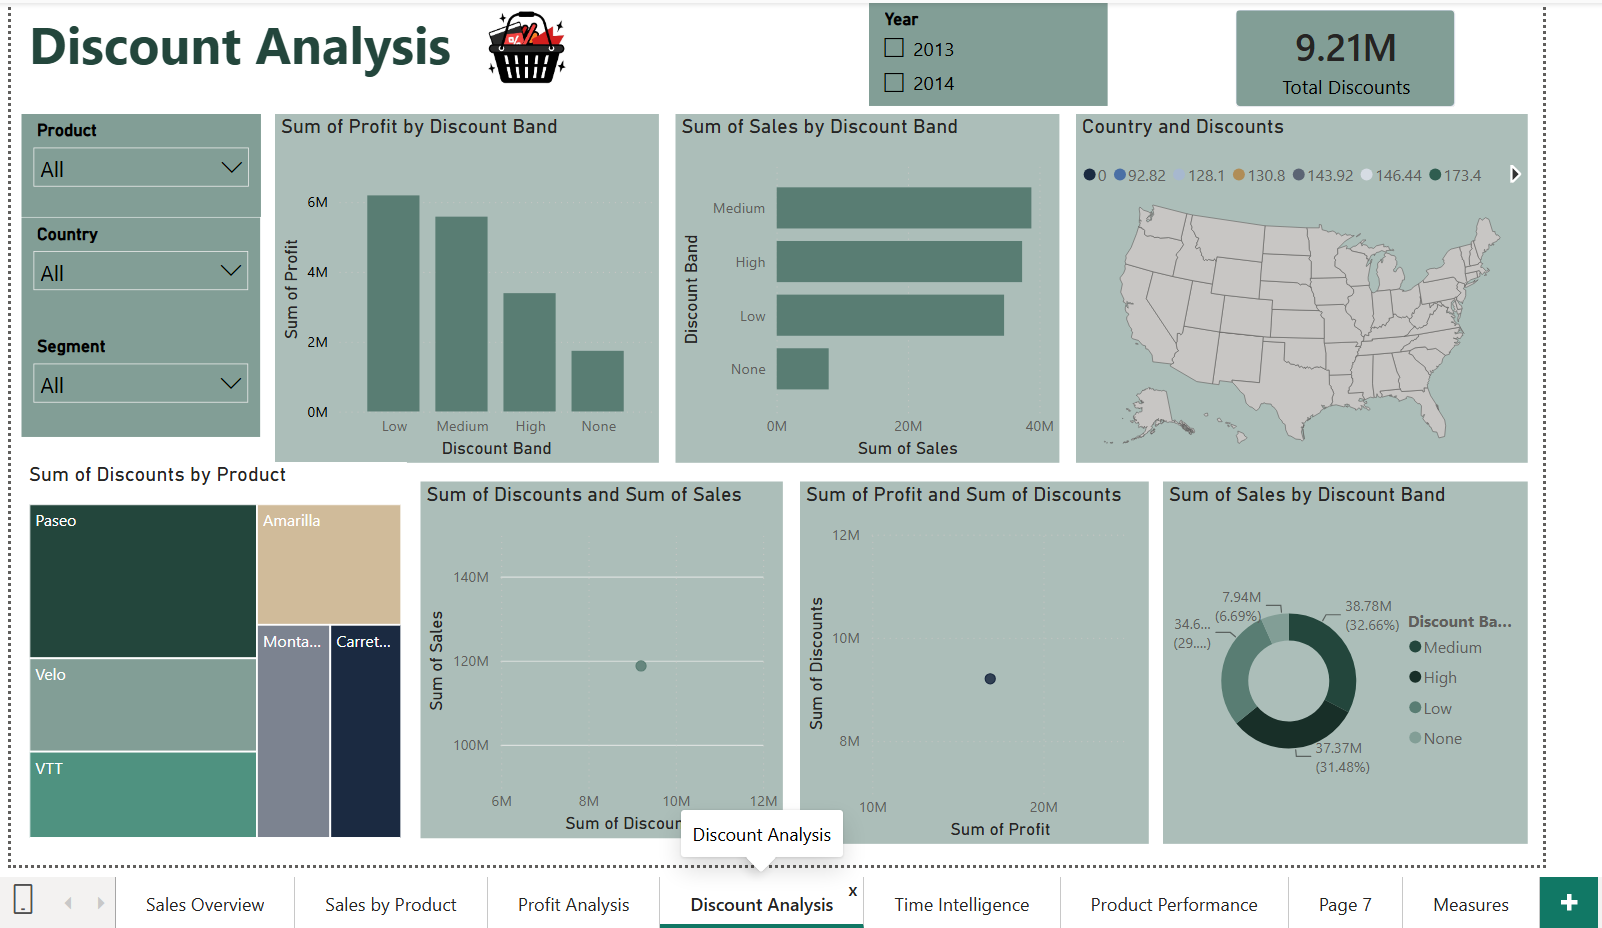 Discount Analysis
Year
2013
2014
9.21M
Total Discounts
Product
All
Country
All
Segment
All
Sum of Profit by Discount Band
Sum of Profit
6M
4M
2M
0M
Low
Medium
High
None
Discount Band
Sum of Sales by Discount Band
Discount Band
Medium
High
Low
None
0M
20M
40M
Sum of Sales
Country and Discounts
0 92.82 128.1 130.8 143.92 146.44 173.4
Sum of Discounts by Product
Paseo
Amarilla
Velo
VTT
Monta...
Carret...
Sum of Discounts and Sum of Sales
Sum of Sales
140M
120M
100M
6M
8M
10M
12M
Sum of Discoun
Sum of Profit and Sum of Discounts
Sum of Discounts
12M
10M
8M
10M
20M
Sum of Profit
Sum of Sales by Discount Band
7.94M
(6.69%)
34.6...
(29....)
38.78M
(32.66%)
37.37M
(31.48%)
Discount Ba...
Medium
High
Low
None
Discount Analysis
Sales Overview
Sales by Product
Profit Analysis
Discount Analysis
x
Time Intelligence
Product Performance
Page 7
Measures
+